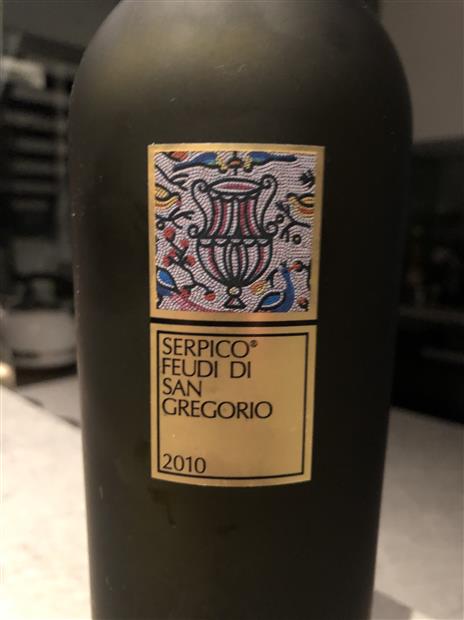 SERPICO®
FEUDI DI
SAN
GREGORIO
2010